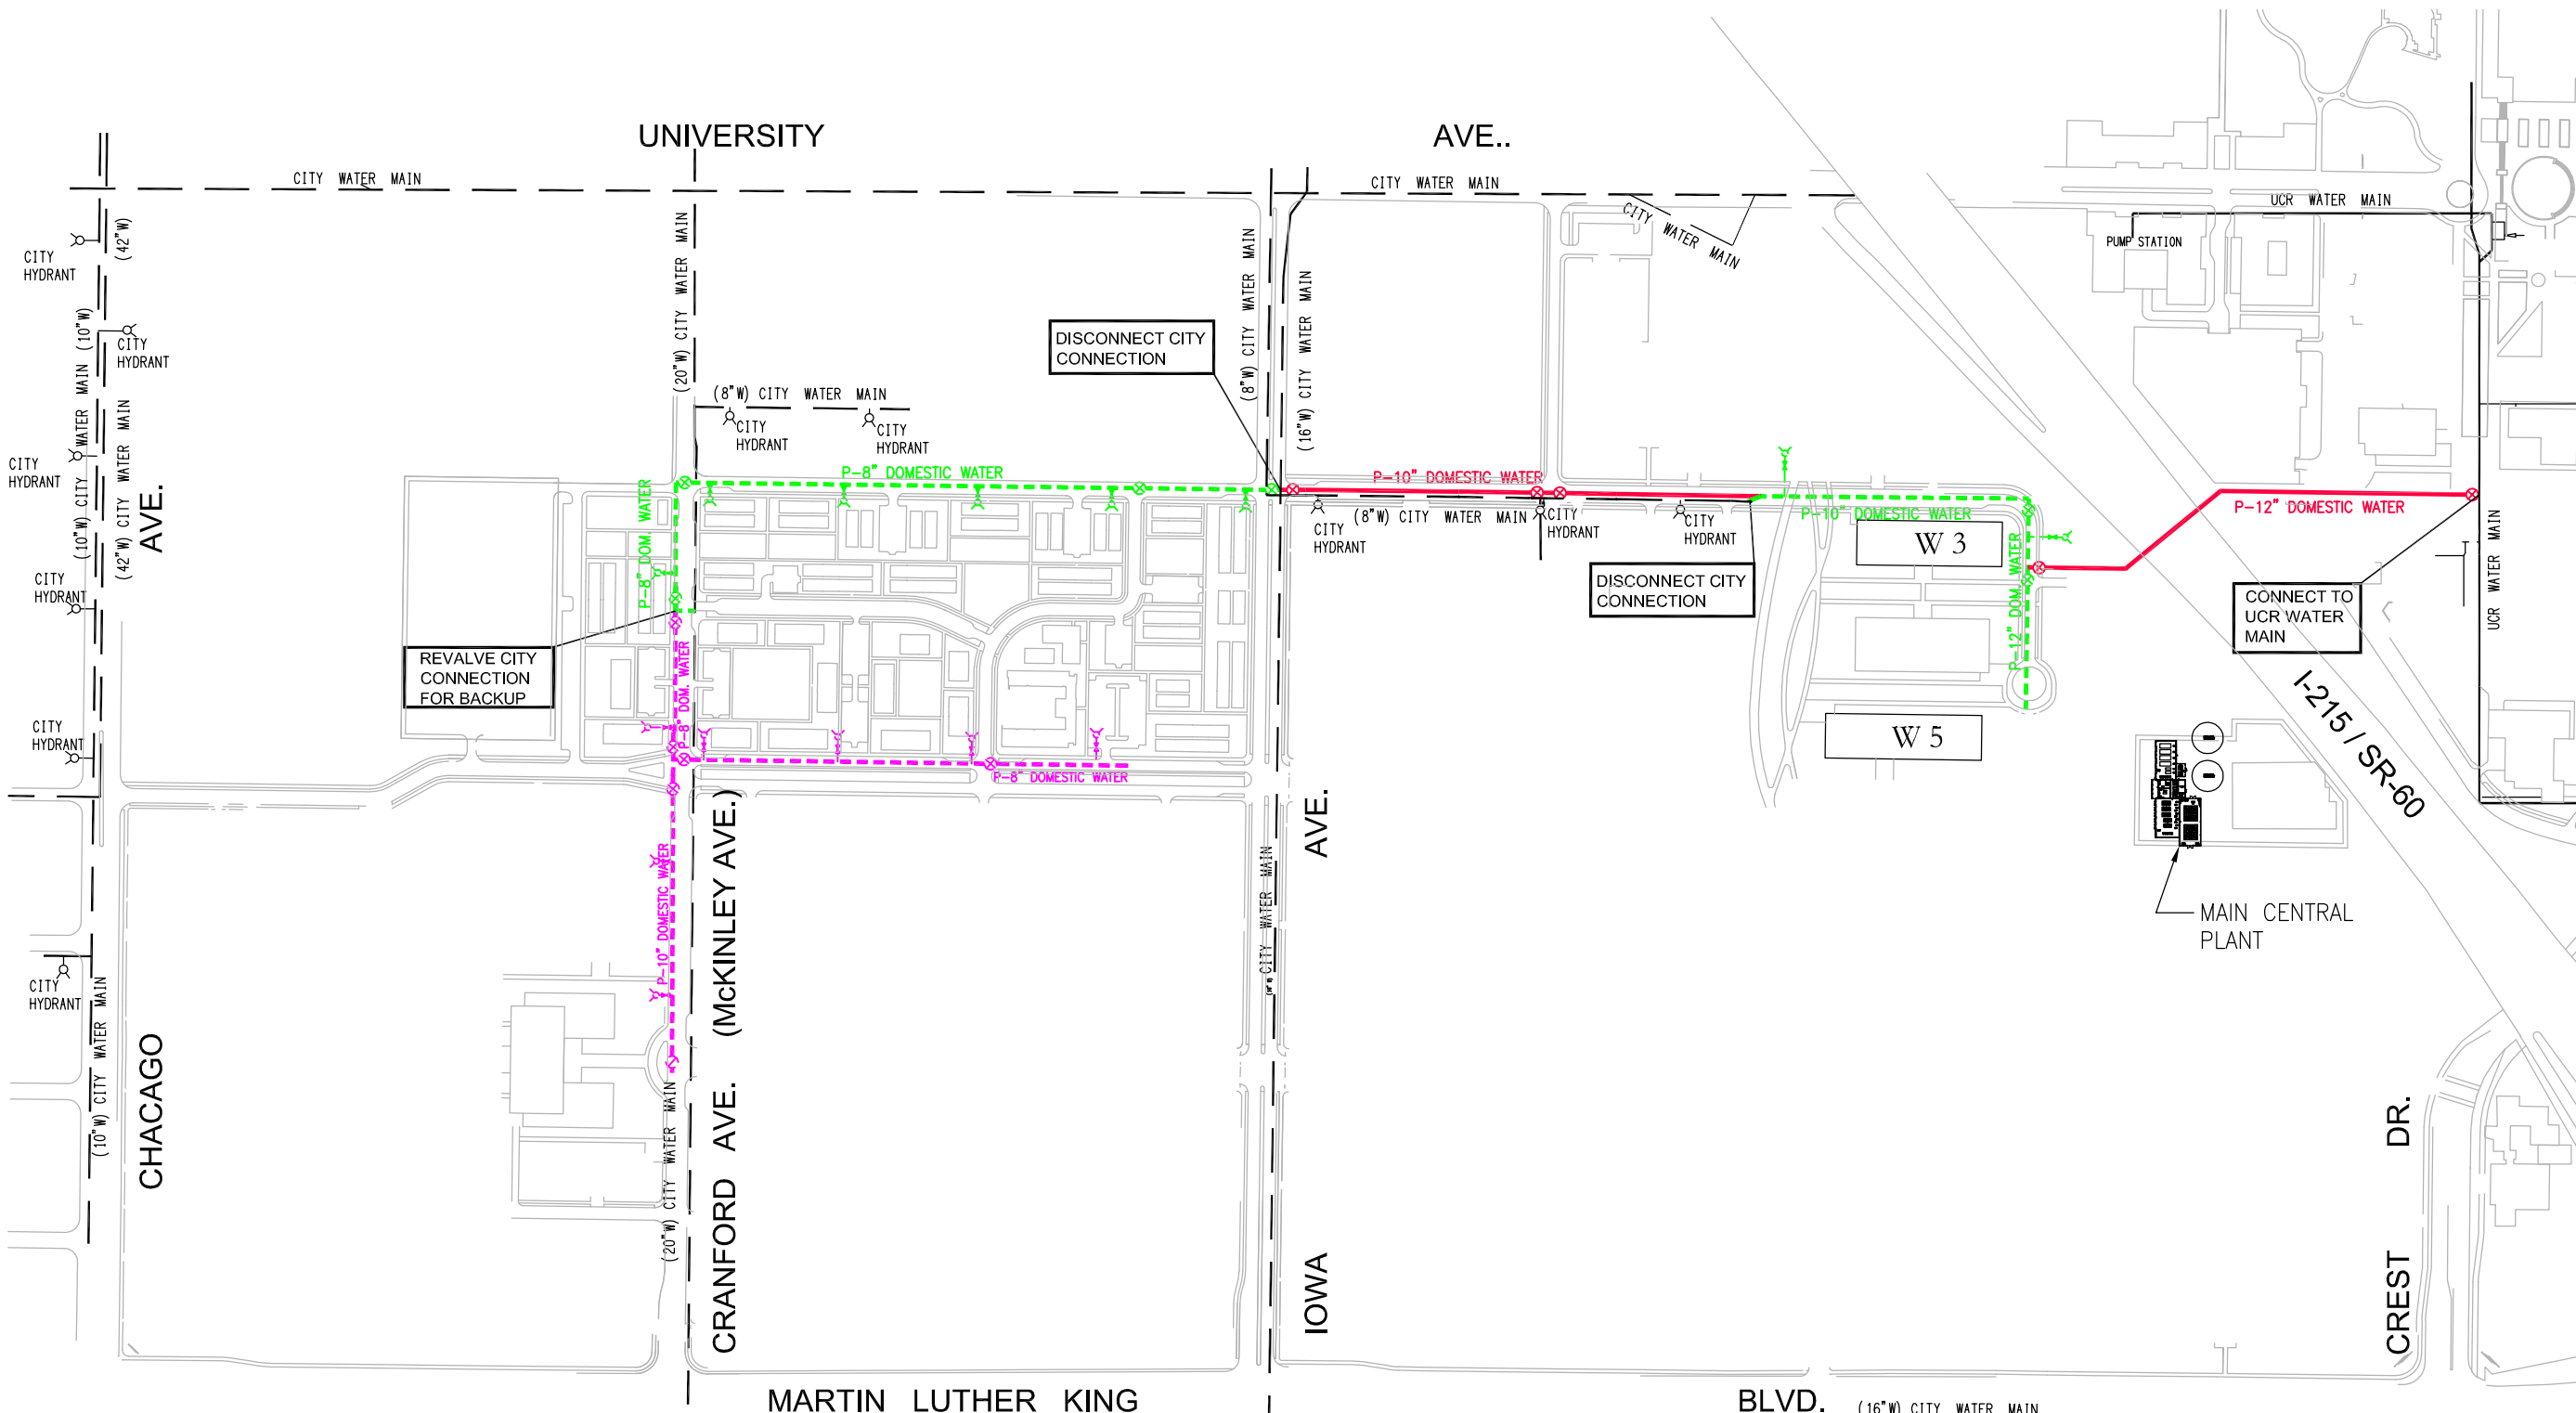 UNIVERSITY
AVE..
CITY WATER MAIN
CITY WATER MAIN
CITY WATER MAIN
UCR WATER MAIN
PUMP STATION
(42"W)
CITY
HYDRANT
(20"W) CITY WATER MAIN
(8"W) CITY WATER MAIN
(16"W) CITY WATER MAIN
(10"W) CITY WATER MAIN (10"W)
(42"W) CITY WATER MAIN
AVE.
CITY
HYDRANT
CITY
HYDRANT
CITY
HYDRANT
CITY
HYDRANT
CITY
HYDRANT
(10"W) CITY WATER MAIN
CHACAGO
DISCONNECT CITY
CONNECTION
(8"W) CITY WATER MAIN
CITY
HYDRANT
CITY
HYDRANT
P-8" DOMESTIC WATER
P-8" DOM. WATER
P-10" DOMESTIC WATER
(8"W) CITY WATER MAIN
CITY
HYDRANT
CITY
HYDRANT
CITY
HYDRANT
P-10" DOMESTIC WATER
W 3
P-12" DOM. WATER
P-12" DOMESTIC WATER
DISCONNECT CITY
CONNECTION
CONNECT TO
UCR WATER
MAIN
UCR WATER MAIN
REVALVE CITY
CONNECTION
FOR BACKUP
P-8" DOM. WATER
P-8" DOMESTIC WATER
W 5
I-215 / SR-60
MAIN CENTRAL
PLANT
P-10" DOMESTIC WATER
(20"W) CITY WATER MAIN
CRANFORD AVE. (McKINLEY AVE.)
CITY WATER MAIN
IOWA AVE.
CREST DR.
MARTIN LUTHER KING
BLVD.
(16"W) CITY WATER MAIN